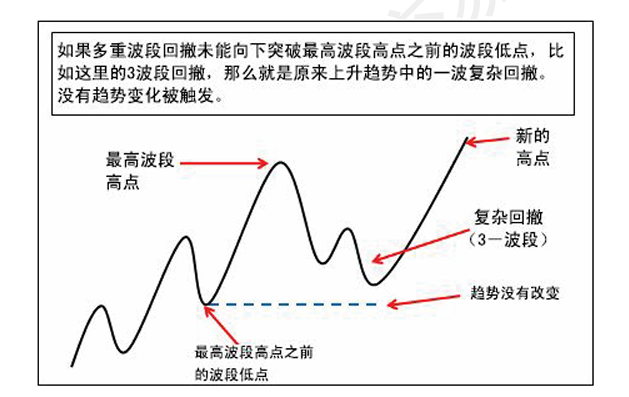 如果多重波段回撤未能向下突破最高波段高点之前的波段低点，比
如这里的3波段回撤，那么就是原来上升趋势中的一波复杂回撤。
没有趋势变化被触发。
新的
高点
最高波段
高点
复杂回撤
（3－波段）
趋势没有改变
最高波段高点之前
的波段低点